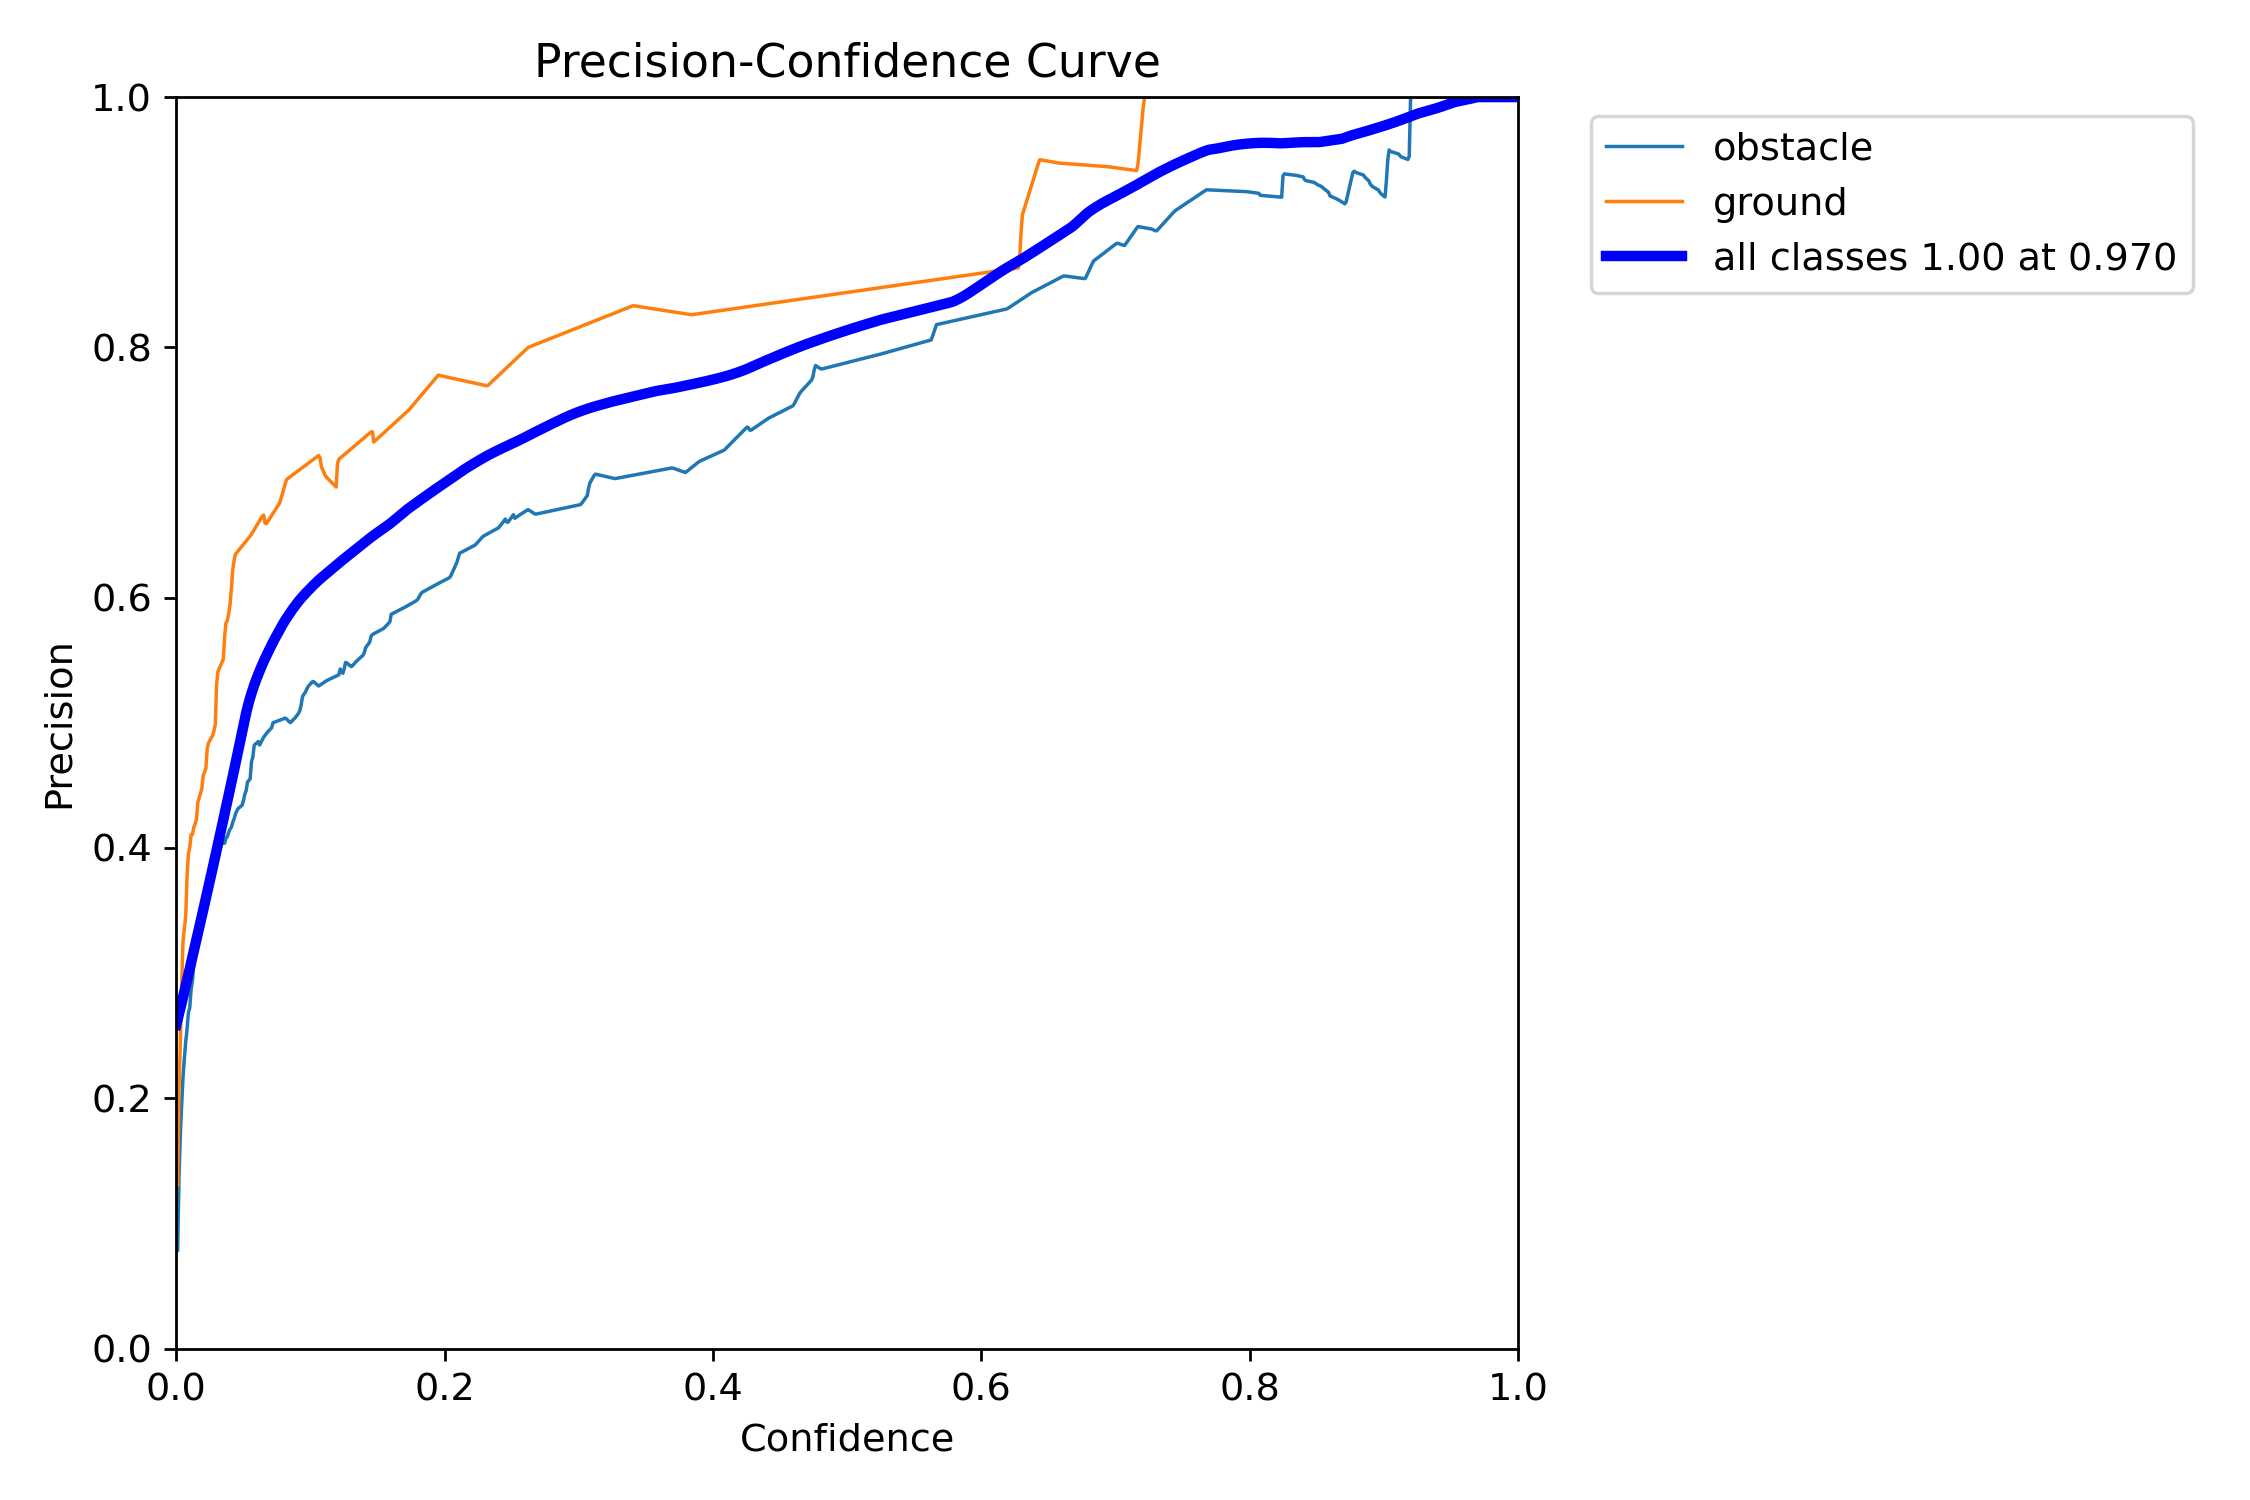 Precision-Confidence Curve
1.0
0.8
0.6
0.4
0.2
0.0
Precision
0.0 0.2 0.4 0.6 0.8 1.0
Confidence
obstacle
ground
all classes 1.00 at 0.970